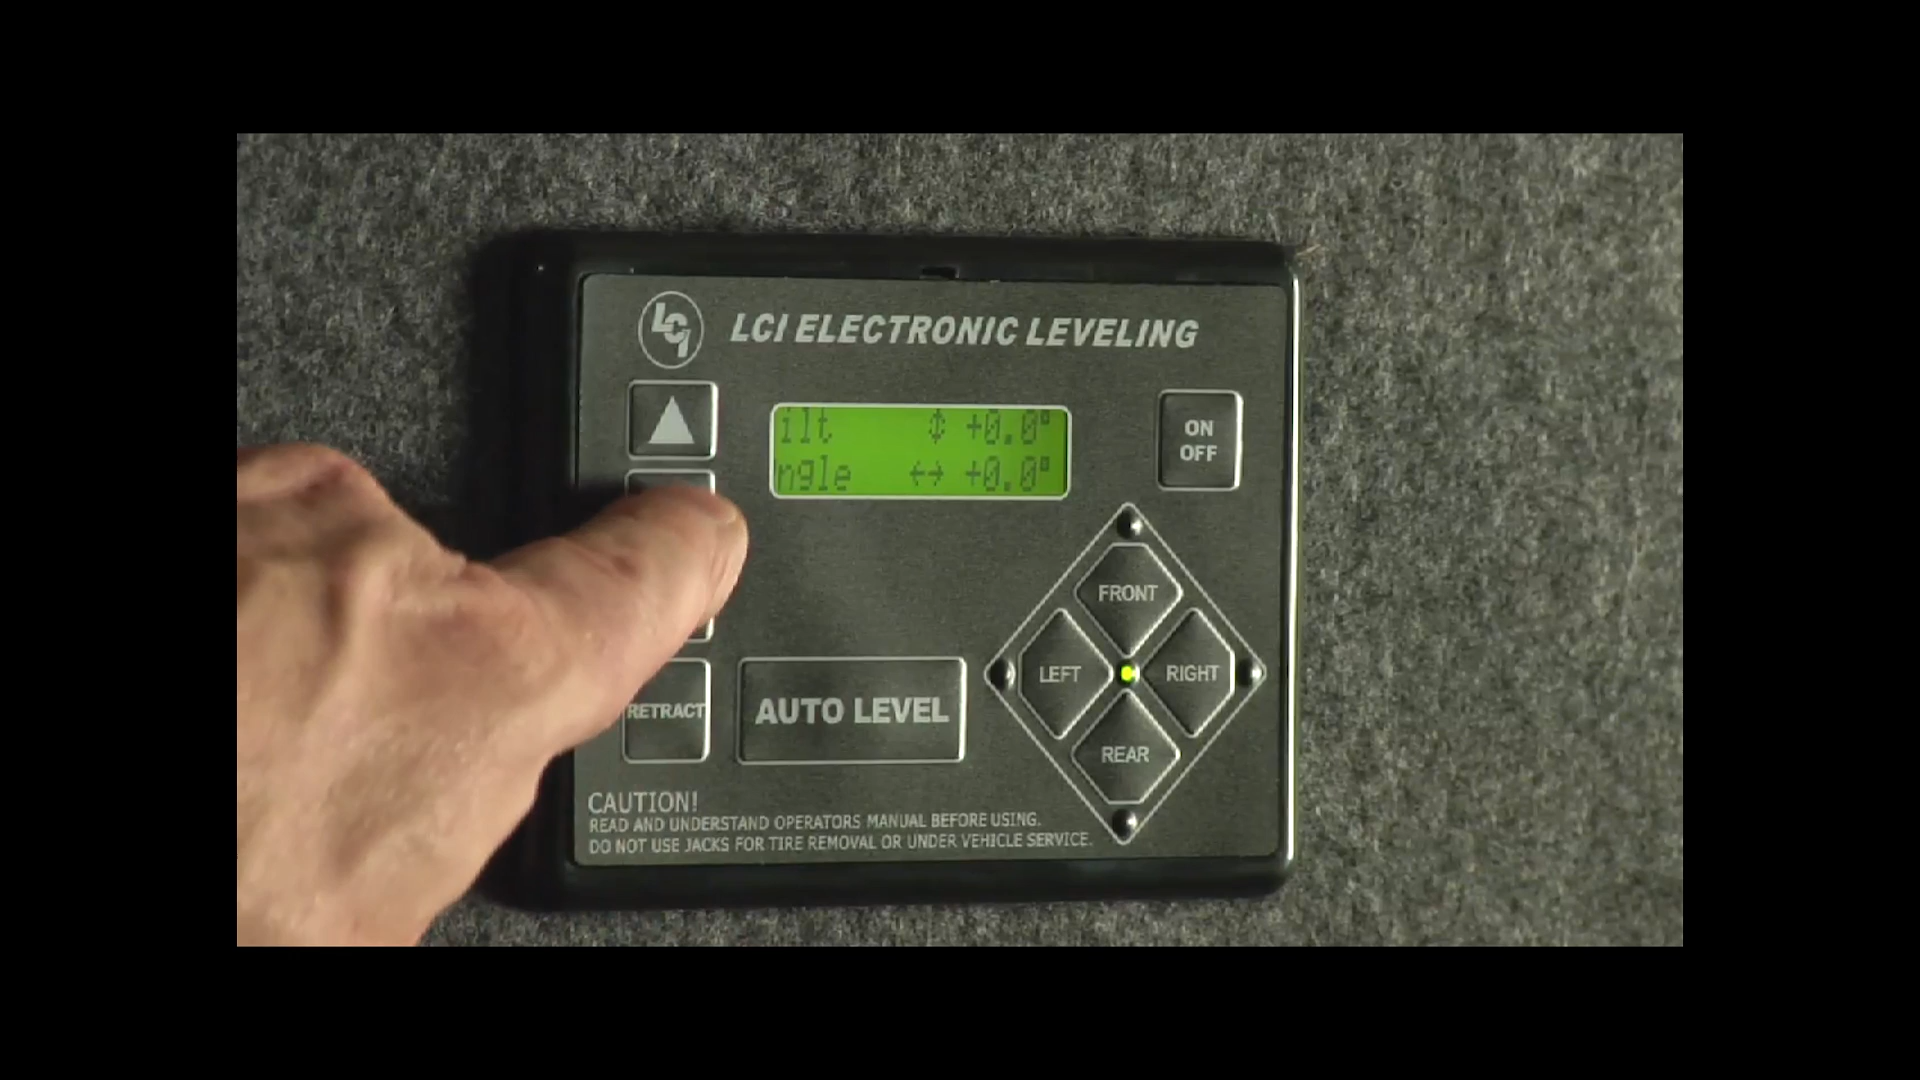 LCI
LCI ELECTRONIC LEVELING
ilt ↕ +0.0°
ngle ↔ +0.0°
ON
OFF
FRONT
LEFT
RIGHT
REAR
RETRACT
AUTO LEVEL
CAUTION!
READ AND UNDERSTAND OPERATORS MANUAL BEFORE USING.
DO NOT USE JACKS FOR TIRE REMOVAL OR UNDER VEHICLE SERVICE.